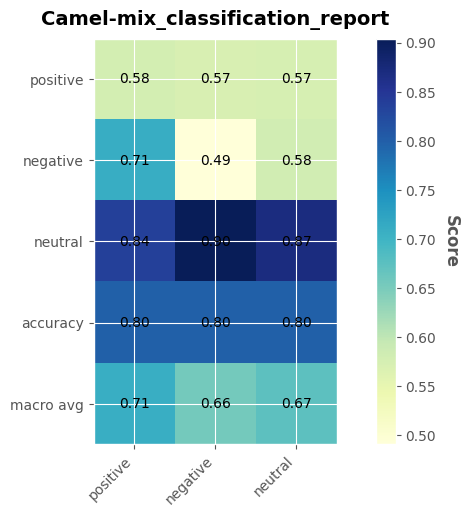 Camel-mix_classification_report
positive 0.58 0.57 0.57
negative 0.71 0.49 0.58
neutral 0.84 0.90 0.87
accuracy 0.80 0.80 0.80
macro avg 0.71 0.66 0.67
positive negative neutral
0.90
0.85
0.80
0.75
0.70
0.65
0.60
0.55
0.50
Score